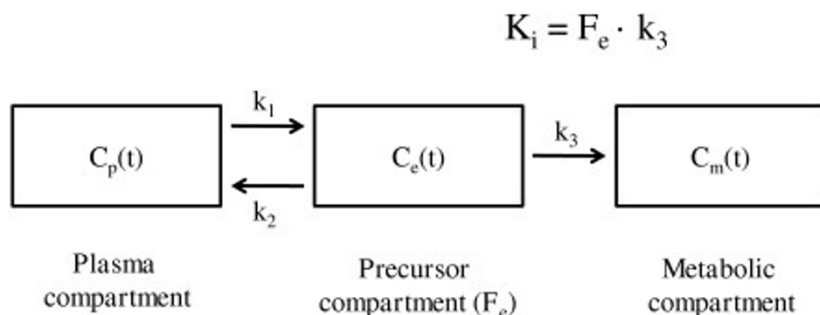 Kᵢ = Fₑ · k₃
k₁
k₃
Cₚ(t)
Cₑ(t)
Cₘ(t)
k₂
Plasma
compartment
Precursor
compartment (Fₑ)
Metabolic
compartment